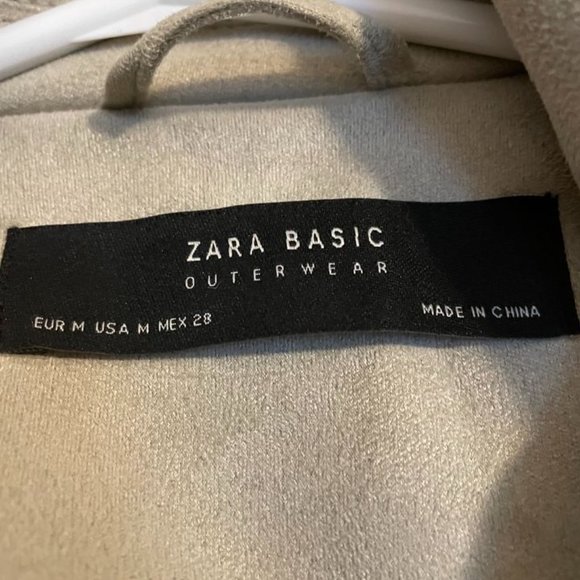 ZARA BASIC
OUTERWEAR
EUR M USA M MEX 28
MADE IN CHINA